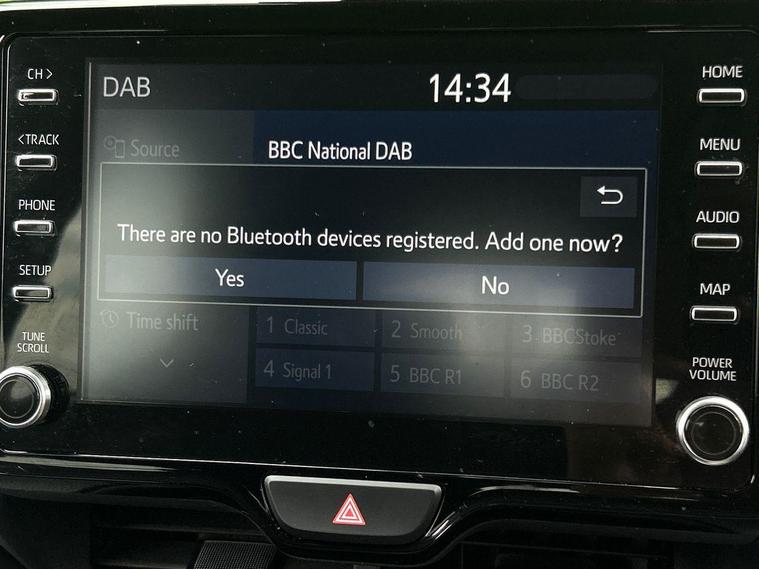 CH >
<TRACK
PHONE
SETUP
TUNE
SCROLL
DAB
14:34
Source
BBC National DAB
There are no Bluetooth devices registered. Add one now?
Yes
No
Time shift
1 Classic
2 Smooth
3 BBCStoke
4 Signal 1
5 BBC R1
6 BBC R2
HOME
MENU
AUDIO
MAP
POWER
VOLUME